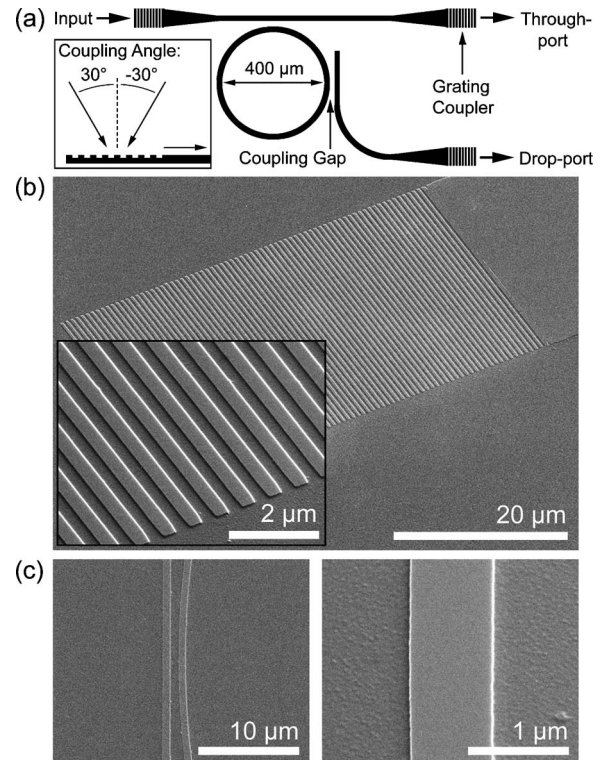 (a)
Input
Through-
port
Coupling Angle:
30°
-30°
400 μm
Grating
Coupler
Coupling Gap
Drop-port
(b)
2 μm
20 μm
(c)
10 μm
1 μm